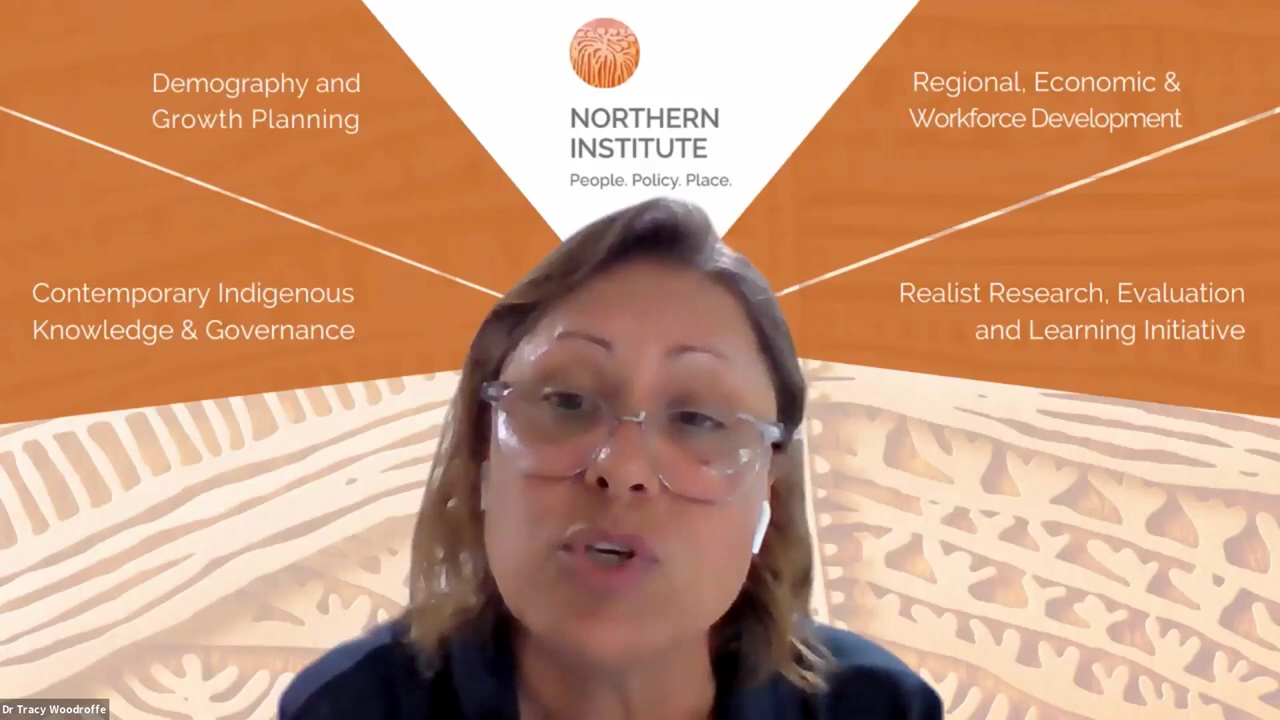 Demography and
Growth Planning
NORTHERN
INSTITUTE
People. Policy. Place.
Regional, Economic &
Workforce Development
Contemporary Indigenous
Knowledge & Governance
Realist Research, Evaluation
and Learning Initiative
Dr Tracy Woodroffe